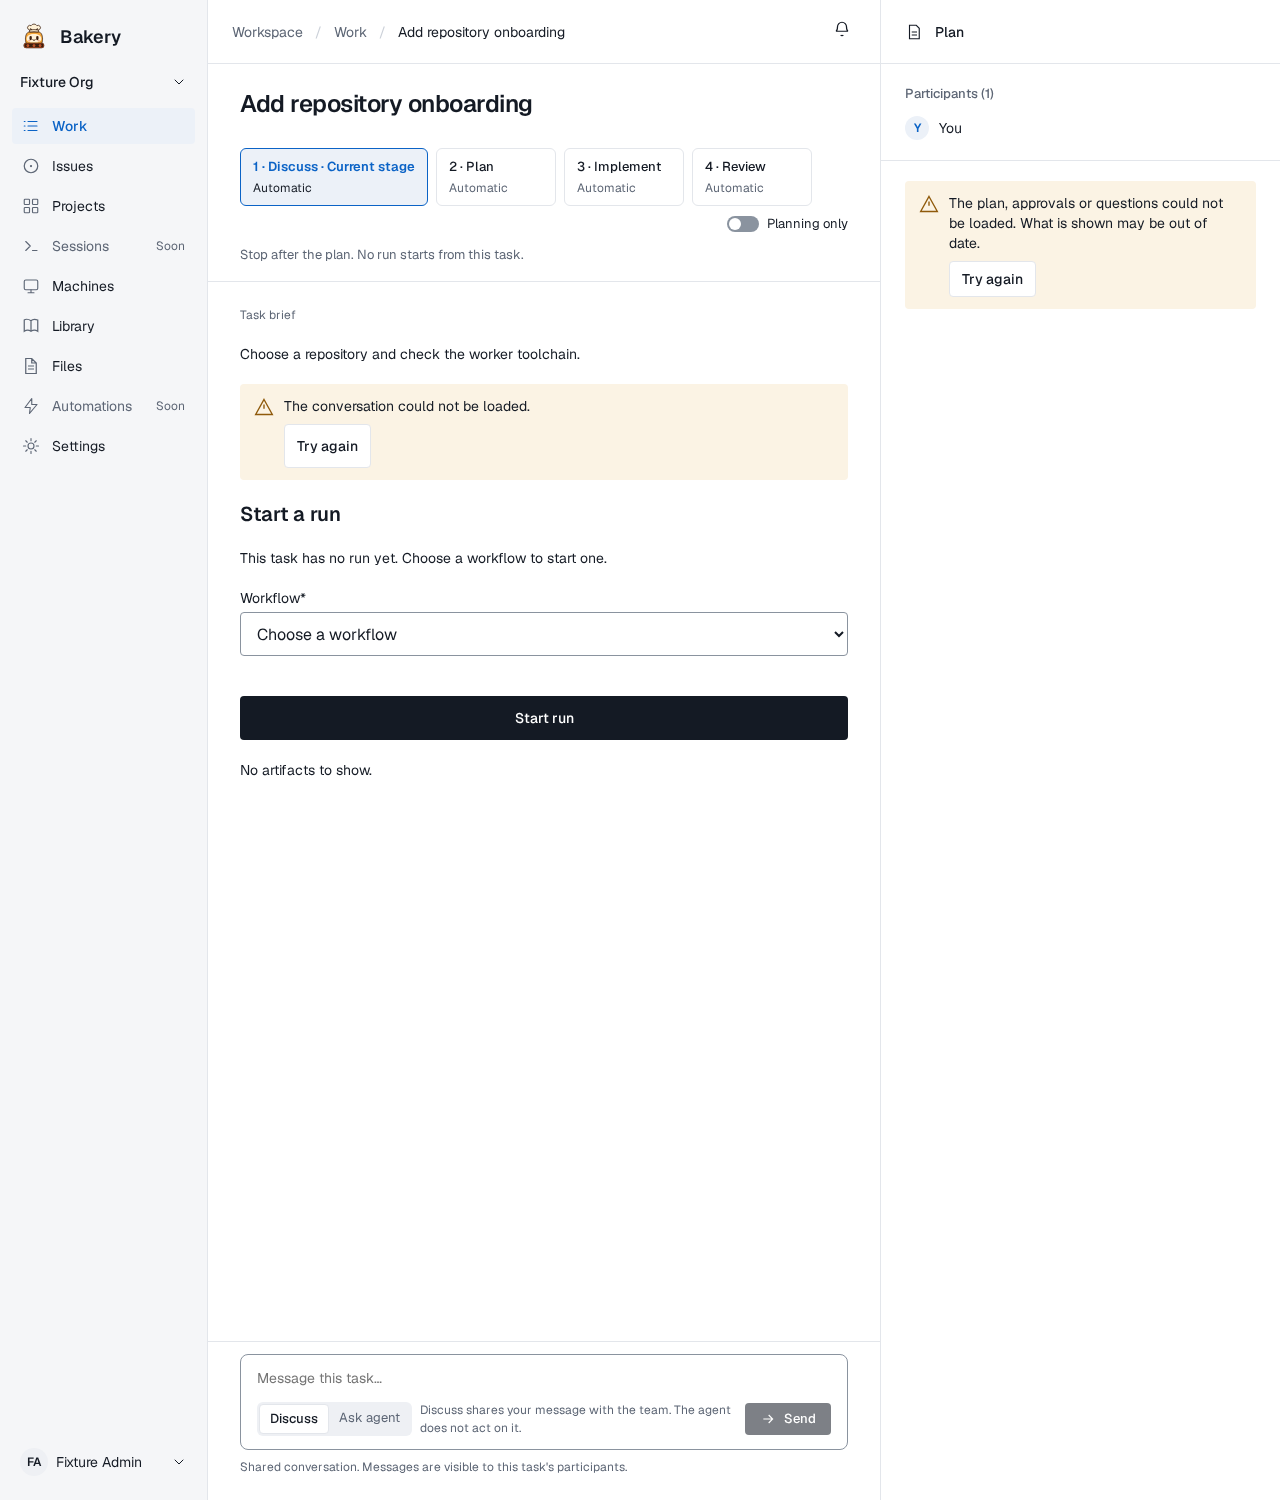 Bakery
Fixture Org
Work
Issues
Projects
Sessions Soon
Machines
Library
Files
Automations Soon
Settings
FA Fixture Admin
Workspace / Work / Add repository onboarding
Add repository onboarding
1 · Discuss · Current stage
Automatic
2 · Plan
Automatic
3 · Implement
Automatic
4 · Review
Automatic
Planning only
Stop after the plan. No run starts from this task.
Task brief
Choose a repository and check the worker toolchain.
The conversation could not be loaded.
Try again
Start a run
This task has no run yet. Choose a workflow to start one.
Workflow*
Choose a workflow
Start run
No artifacts to show.
Message this task...
Discuss Ask agent
Discuss shares your message with the team. The agent
does not act on it.
Send
Shared conversation. Messages are visible to this task's participants.
Plan
Participants (1)
Y You
The plan, approvals or questions could not
be loaded. What is shown may be out of
date.
Try again